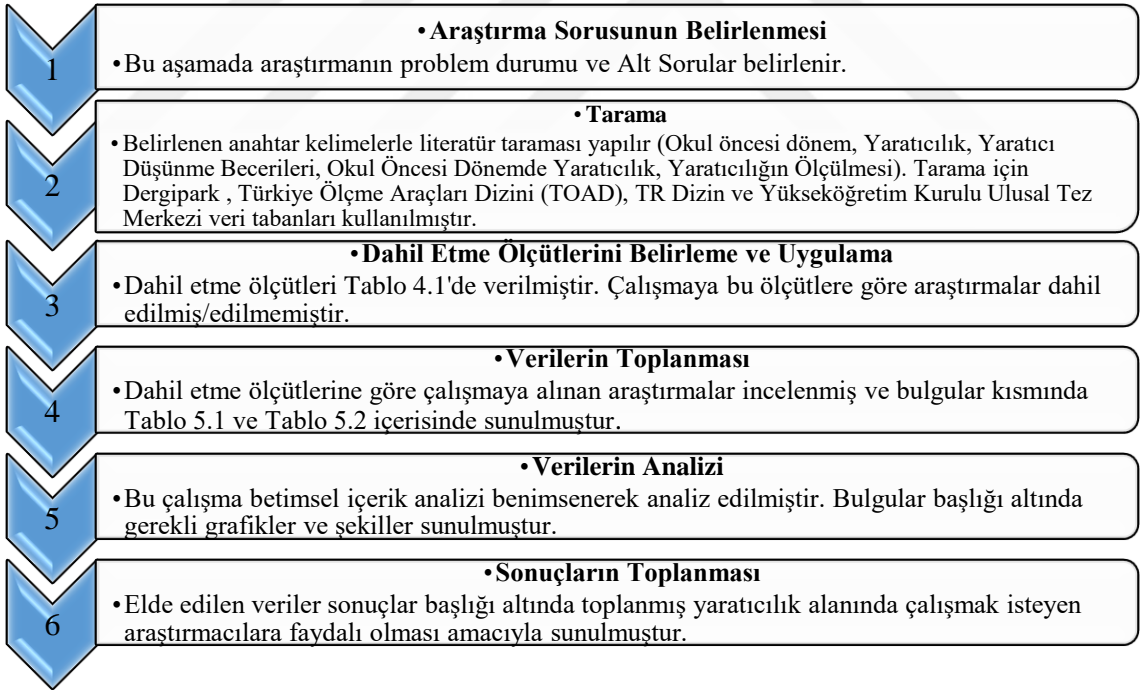 •Araştırma Sorusunun Belirlenmesi
1
•Bu aşamada araştırmanın problem durumu ve Alt Sorular belirlenir.
•Tarama
2
•Belirlenen anahtar kelimelerle literatür taraması yapılır (Okul öncesi dönem, Yaratıcılık, Yaratıcı
Düşünme Becerileri, Okul Öncesi Dönemde Yaratıcılık, Yaratıcılığın Ölçülmesi). Tarama için
Dergipark , Türkiye Ölçme Araçları Dizini (TOAD), TR Dizin ve Yükseköğretim Kurulu Ulusal Tez
Merkezi veri tabanları kullanılmıştır.
•Dahil Etme Ölçütlerini Belirleme ve Uygulama
3
•Dahil etme ölçütleri Tablo 4.1'de verilmiştir. Çalışmaya bu ölçütlere göre araştırmalar dahil
edilmiş/edilmemiştir.
•Verilerin Toplanması
4
•Dahil etme ölçütlerine göre çalışmaya alınan araştırmalar incelenmiş ve bulgular kısmında
Tablo 5.1 ve Tablo 5.2 içerisinde sunulmuştur.
•Verilerin Analizi
5
•Bu çalışma betimsel içerik analizi benimsenerek analiz edilmiştir. Bulgular başlığı altında
gerekli grafikler ve şekiller sunulmuştur.
•Sonuçların Toplanması
6
•Elde edilen veriler sonuçlar başlığı altında toplanmış yaratıcılık alanında çalışmak isteyen
araştırmacılara faydalı olması amacıyla sunulmuştur.